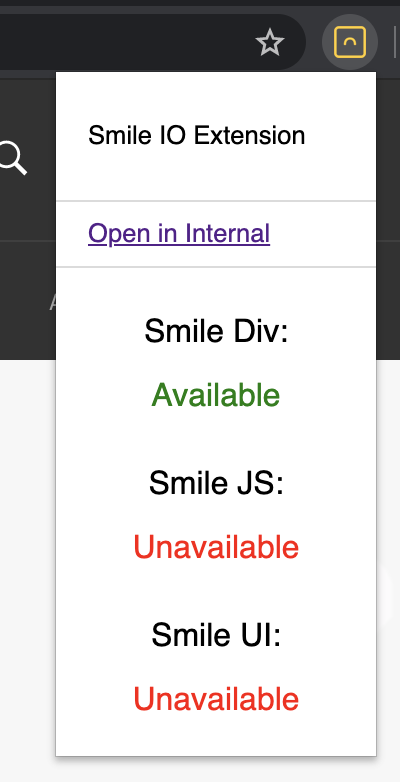 Smile IO Extension
Open in Internal
Smile Div:
Available
Smile JS:
Unavailable
Smile UI:
Unavailable